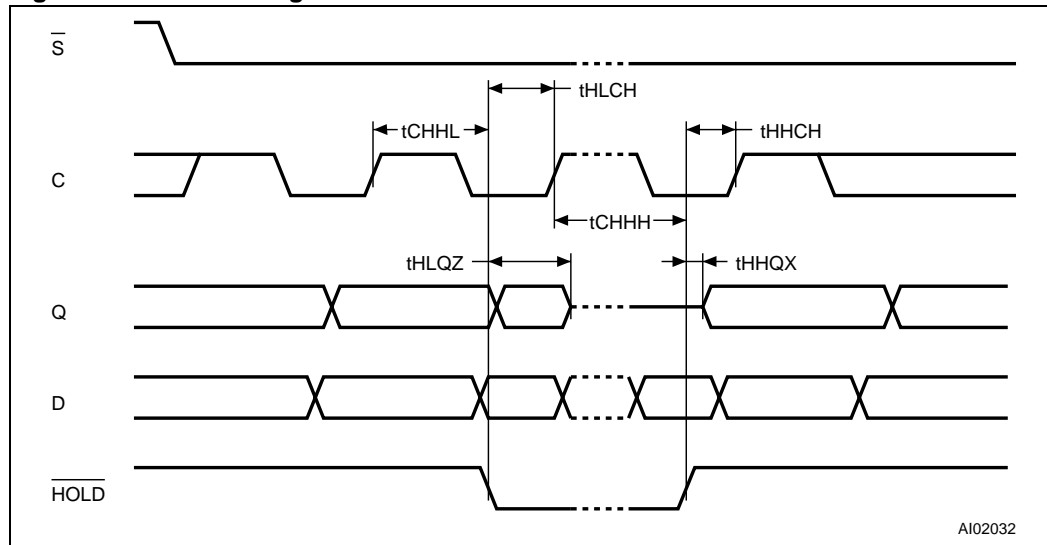 S
tHLCH
tCHHL
tHHCH
C
tCHHH
tHLQZ
tHHQX
Q
D
HOLD
AI02032